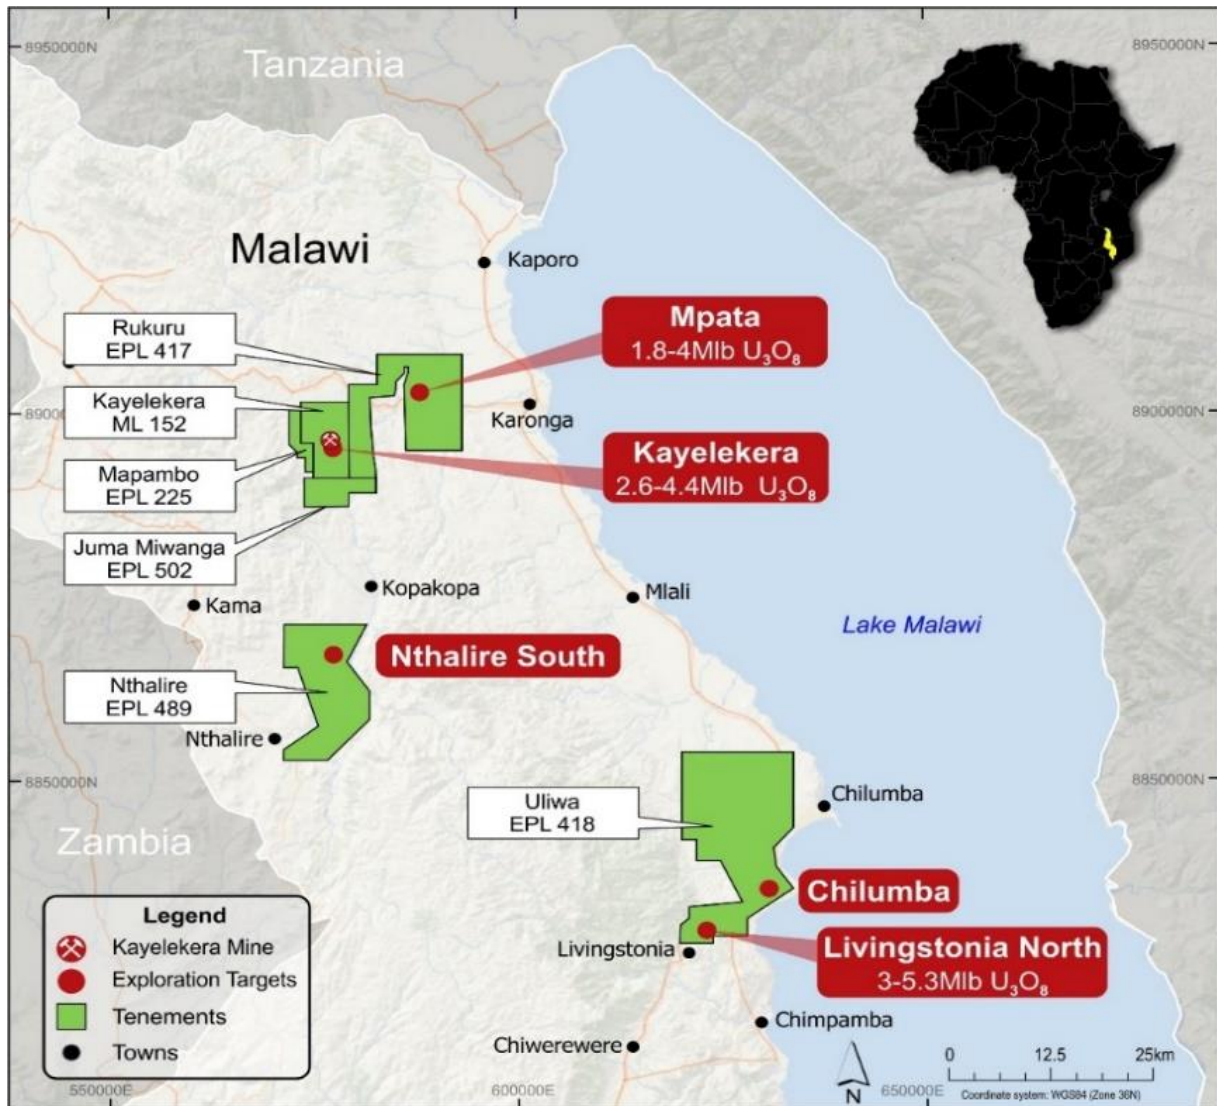 8950000N
8950000N
Tanzania
Malawi
Kaporo
Rukuru
EPL 417
Mpata
1.8-4Mlb U₃O₈
Kayelekera
ML 152
8900000N
Karonga
Kayelekera
2.6-4.4Mlb U₃O₈
Mapambo
EPL 225
Juma Miwanga
EPL 502
Kopakopa
Kama
Mlali
Lake Malawi
Nthalire South
Nthalire
EPL 489
Nthalire
8850000N
8850000N
Uliwa
EPL 418
Chilumba
Zambia
Chilumba
Livingstonia
Livingstonia North
3-5.3Mlb U₃O₈
Chimpamba
Chiwerewere
Legend
Kayelekera Mine
Exploration Targets
Tenements
Towns
N
0 12.5 25km
Coordinate system: WGS84 (Zone 36N)
550000E
600000E
650000E